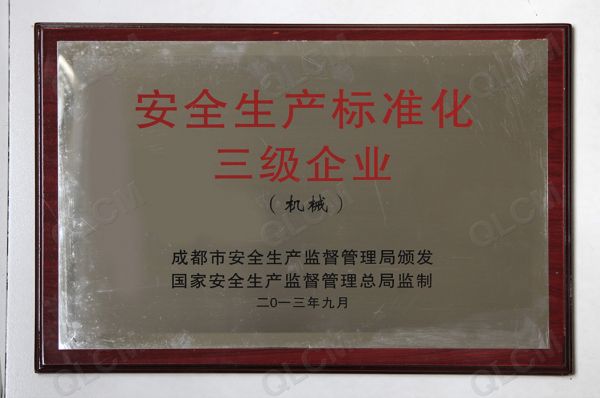 安全生产标准化
三级企业
(机械)
成都市安全生产监督管理局颁发
国家安全生产监督管理总局监制
二0一三年九月
QLCM